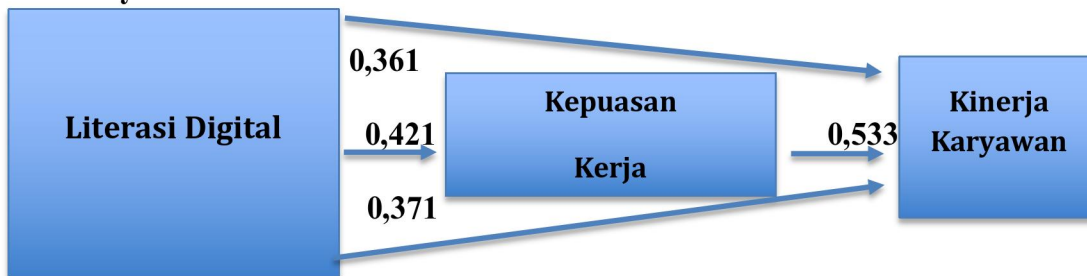 Literasi Digital
0,361
0,421
0,371
Kepuasan
Kerja
0,533
Kinerja
Karyawan